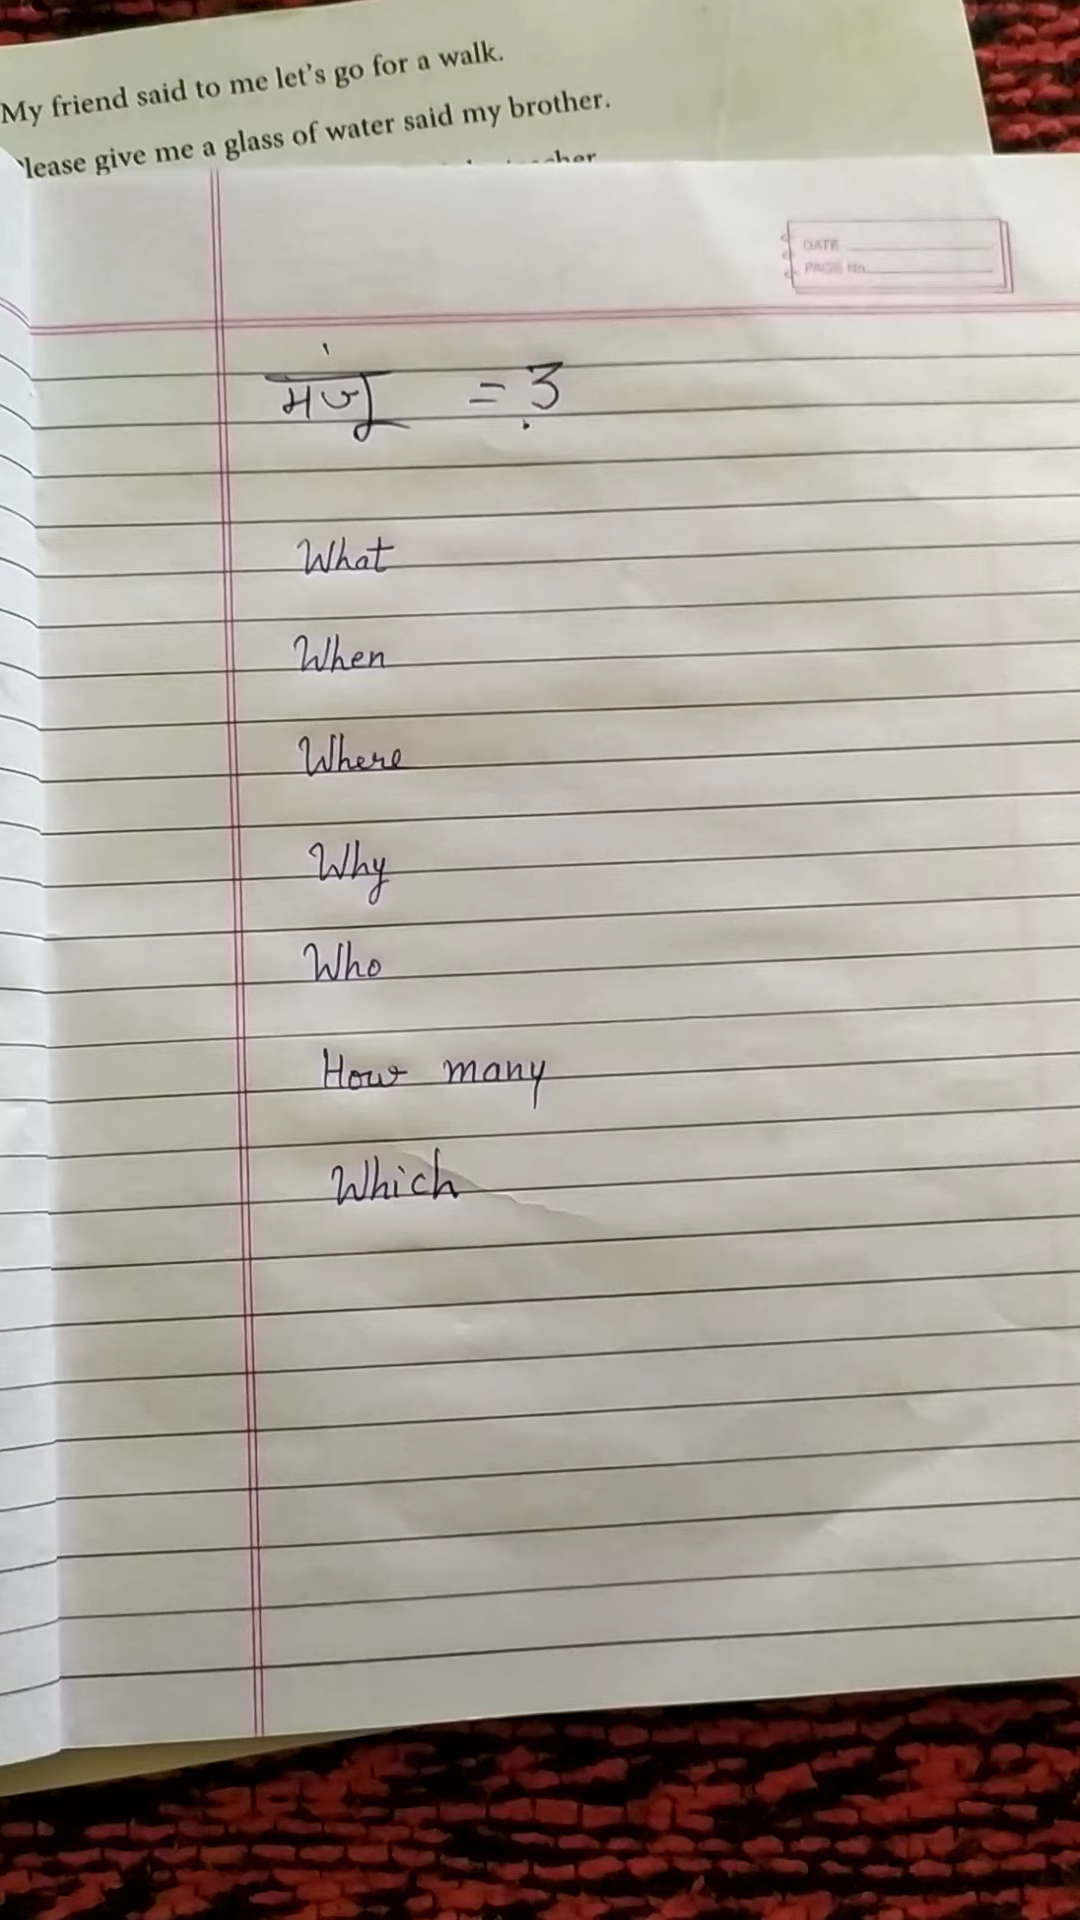 My friend said to me let's go for a walk.
lease give me a glass of water said my brother.
DATE
PAGE No.
मंजू = 3
What
When
Where
Why
Who
How many
Which